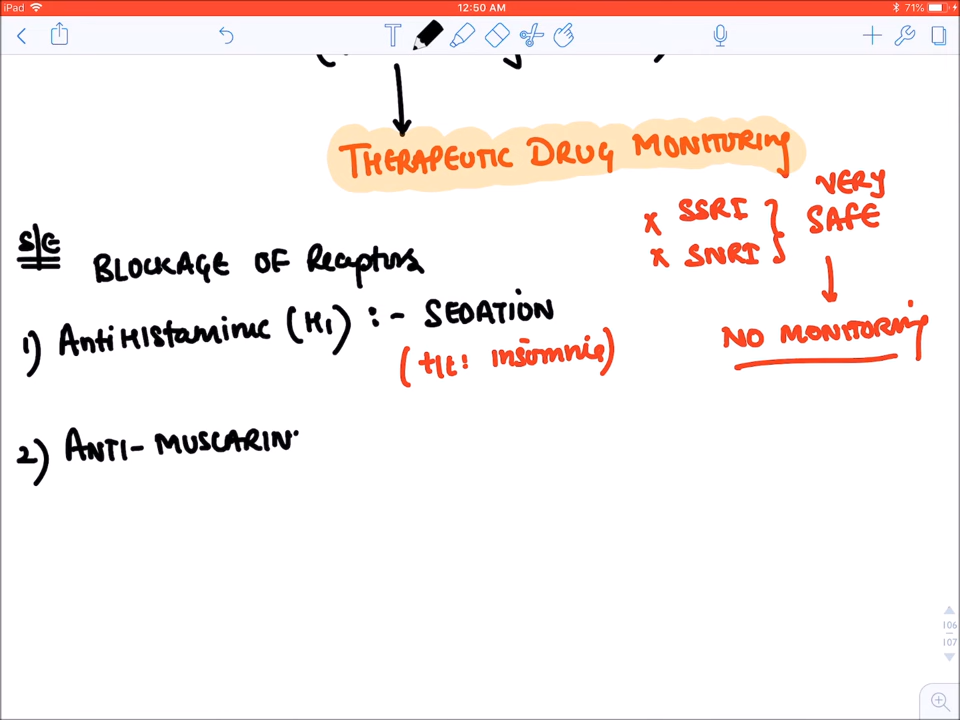 iPad 12:50 AM 71%
T
THERAPEUTIC DRUG MONITORING
x SSRI
x SNRI
VERY
SAFE
NO MONITORING
S/E
BLOCKAGE OF Receptors
1) AntiHIstaminic (H1) :- SEDATION
(t/t: insomnia)
2) ANTI-MUSCARIN
106
107